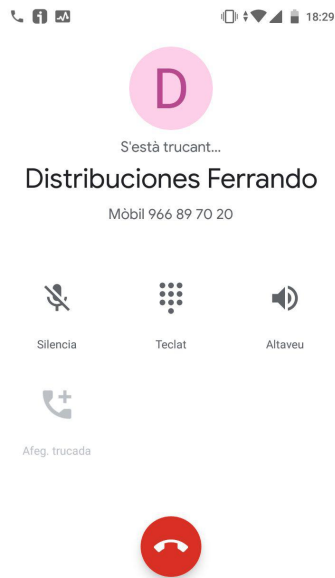 18:29
D
S'està trucant...
Distribuciones Ferrando
Mòbil 966 89 70 20
Silencia
Teclat
Altaveu
Afeg. trucada